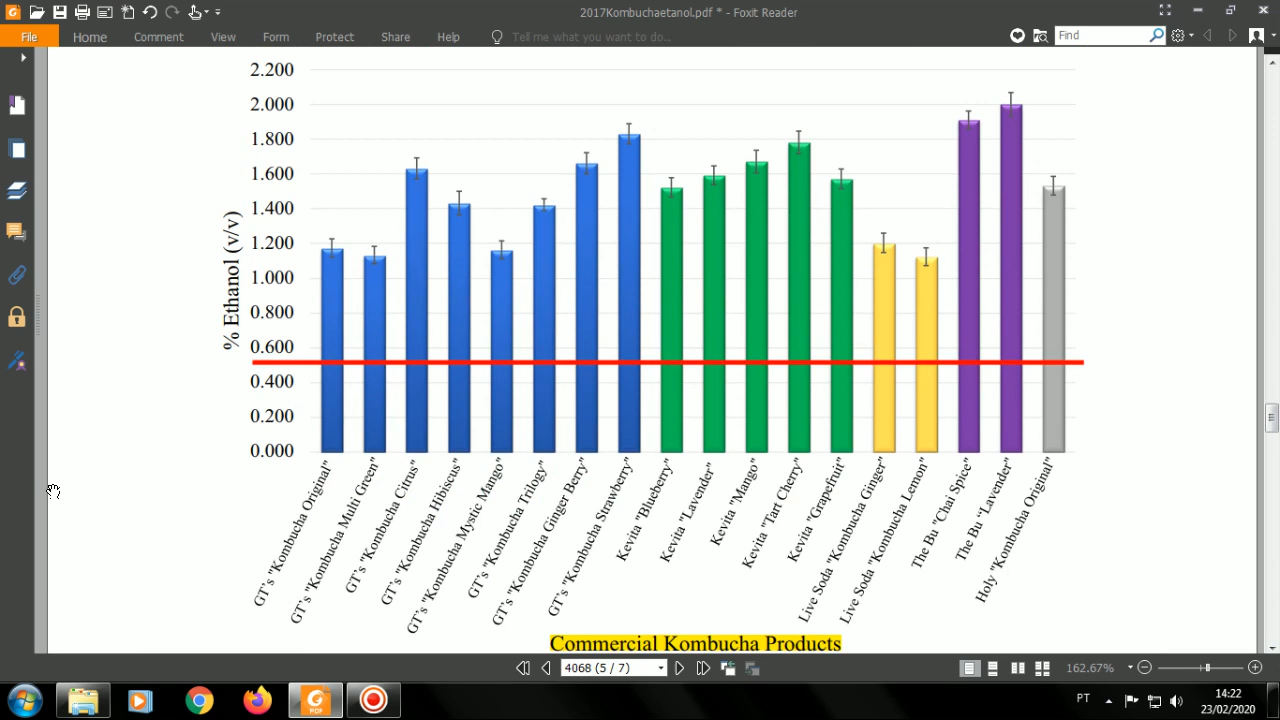 2017Kombuchaetanol.pdf * - Foxit Reader
File Home Comment View Form Protect Share Help Tell me what you want to do... Find
2.200
2.000
1.800
1.600
1.400
1.200
1.000
0.800
0.600
0.400
0.200
0.000
% Ethanol (v/v)
GT's "Kombucha Original"
GT's "Kombucha Multi Green"
GT's "Kombucha Citrus"
GT's "Kombucha Hibiscus"
GT's "Kombucha Mystic Mango"
GT's "Kombucha Trilogy"
GT's "Kombucha Ginger Berry"
GT's "Kombucha Strawberry"
Kevita "Blueberry"
Kevita "Lavender"
Kevita "Mango"
Kevita "Tart Cherry"
Kevita "Grapefruit"
Live Soda "Kombucha Ginger"
Live Soda "Kombucha Lemon"
The Bu "Chai Spice"
The Bu "Lavender"
Holy "Kombucha Original"
Commercial Kombucha Products
4068 (5 / 7)
162.67%
PDF
PT
14:22
23/02/2020